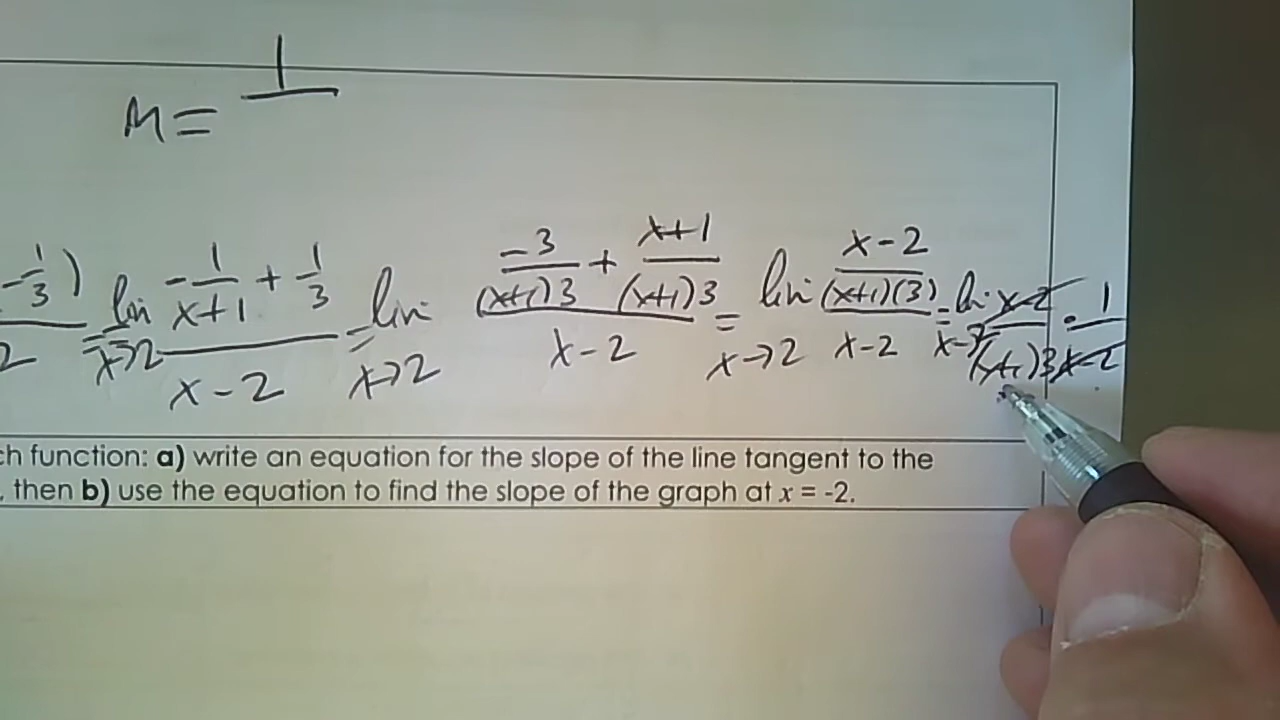 M = 1
-1/3) / 2 = lim x→2 (-1/(x+1) + 1/3) / (x-2) = lim x→2 (-3/((x+1)3) + (x+1)/((x+1)3)) / (x-2) = lim x→2 ((x-2)/((x+1)(3))) / (x-2) = lim x→2 (x-2)/((x+1)3) · 1/(x-2)
ch function: a) write an equation for the slope of the line tangent to the
, then b) use the equation to find the slope of the graph at x = -2.